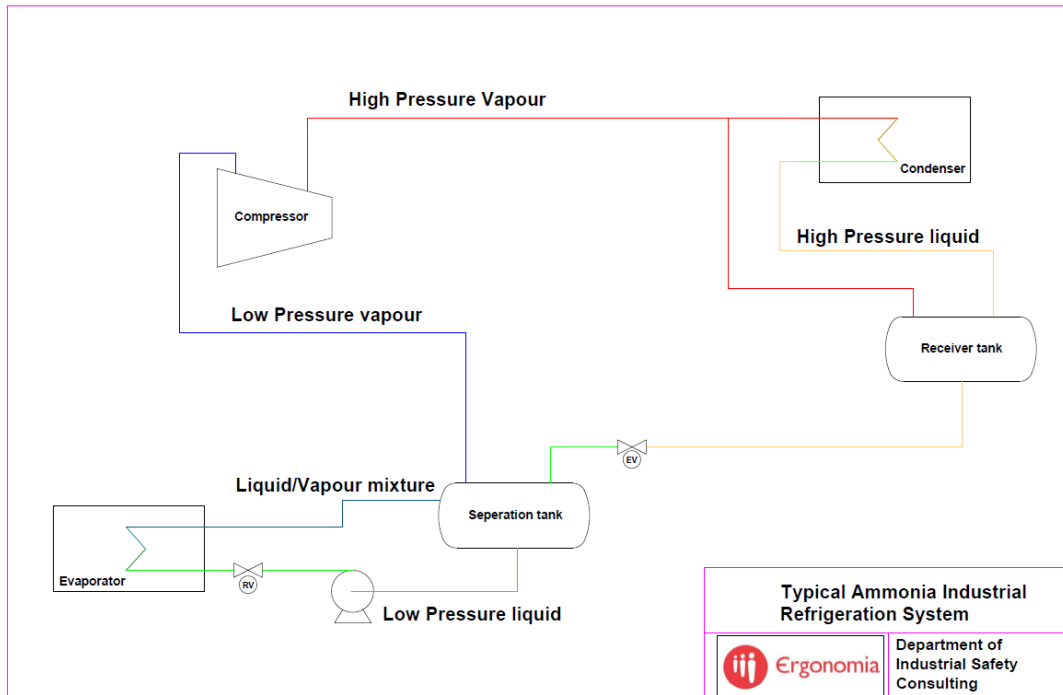 High Pressure Vapour
Condenser
Compressor
High Pressure liquid
Low Pressure vapour
Receiver tank
EV
Liquid/Vapour mixture
Seperation tank
Evaporator
RV
Low Pressure liquid
Typical Ammonia Industrial
Refrigeration System
Ergonomia
Department of
Industrial Safety
Consulting